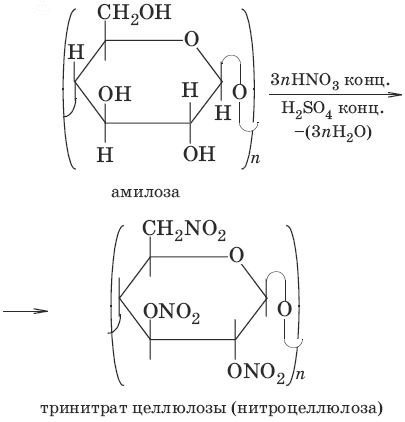 CH₂OH
H O 3nHNO₃ конц.
OH H O
H H₂SO₄ конц.
H OH n –(3nH₂O)
амилоза
CH₂NO₂
O
ONO₂ O
ONO₂ n
тринитрат целлюлозы (нитроцеллюлоза)